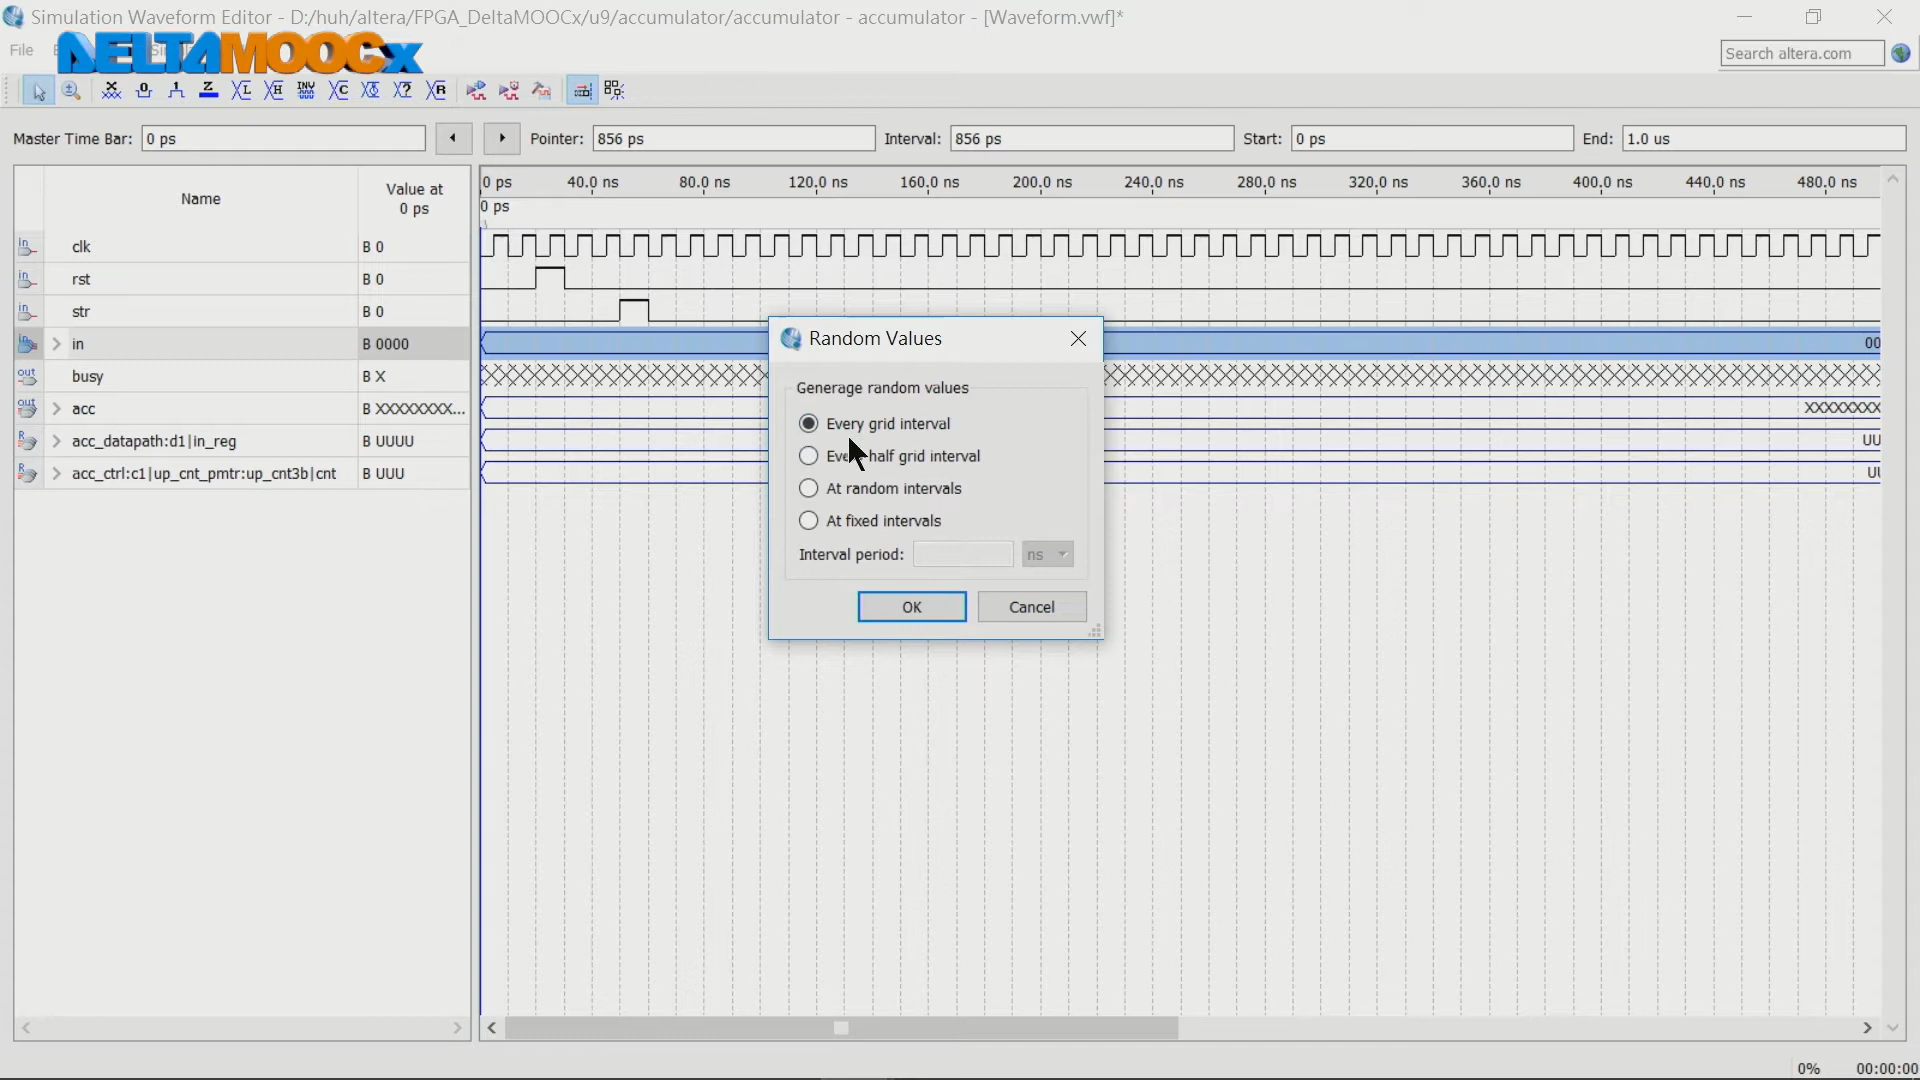 Simulation Waveform Editor - D:/huh/altera/FPGA_DeltaMOOCx/u9/accumulator/accumulator - accumulator - [Waveform.vwf]*
File
DELTAMOOCx
Search altera.com
Master Time Bar: 0 ps Pointer: 856 ps Interval: 856 ps Start: 0 ps End: 1.0 us
Name Value at 0 ps
0 ps 40.0 ns 80.0 ns 120.0 ns 160.0 ns 200.0 ns 240.0 ns 280.0 ns 320.0 ns 360.0 ns 400.0 ns 440.0 ns 480.0 ns
0 ps
in clk B 0
in rst B 0
in str B 0
in > in B 0000 00
out busy B X
out > acc B XXXXXXXX... XXXXXXXX
R > acc_datapath:d1|in_reg B UUUU UU
R > acc_ctrl:c1|up_cnt_pmtr:up_cnt3b|cnt B UUU
Random Values
Generage random values
Every grid interval
half grid interval
At random intervals
At fixed intervals
Interval period: ns
OK Cancel
0% 00:00:00